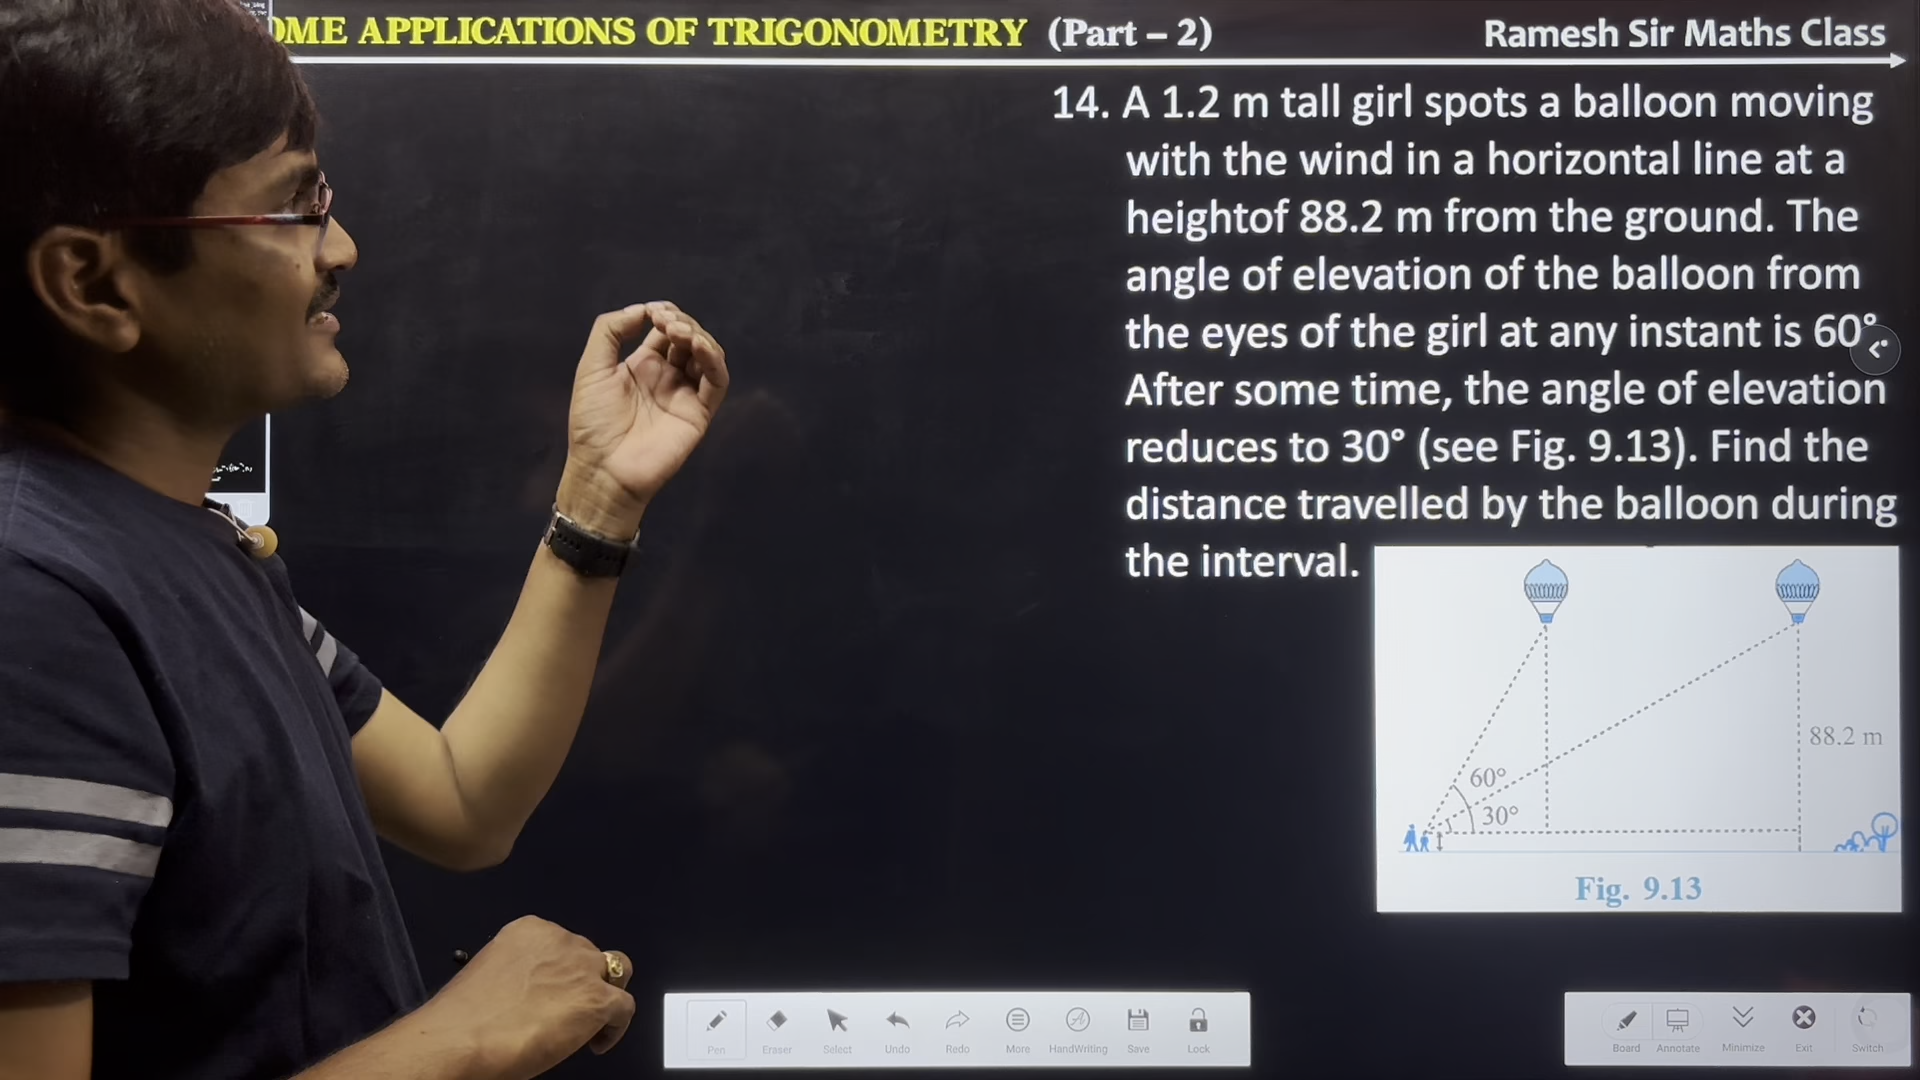 OME APPLICATIONS OF TRIGONOMETRY (Part – 2)
Ramesh Sir Maths Class
14. A 1.2 m tall girl spots a balloon moving
with the wind in a horizontal line at a
heightof 88.2 m from the ground. The
angle of elevation of the balloon from
the eyes of the girl at any instant is 60°
After some time, the angle of elevation
reduces to 30° (see Fig. 9.13). Find the
distance travelled by the balloon during
the interval.
88.2 m
60°
30°
Fig. 9.13
Pen Eraser Select Undo Redo More HandWriting Save Lock
Board Annotate Minimize Exit Switch